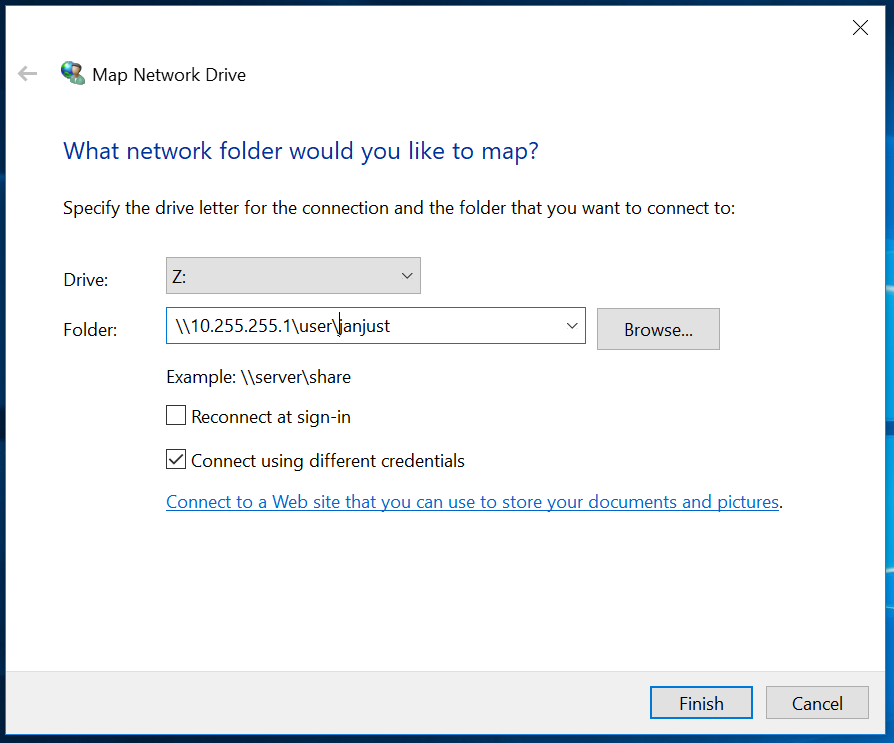 Map Network Drive
What network folder would you like to map?
Specify the drive letter for the connection and the folder that you want to connect to:
Drive: Z:
Folder: \\10.255.255.1\user\janjust Browse...
Example: \\server\share
Reconnect at sign-in
Connect using different credentials
Connect to a Web site that you can use to store your documents and pictures.
Finish Cancel